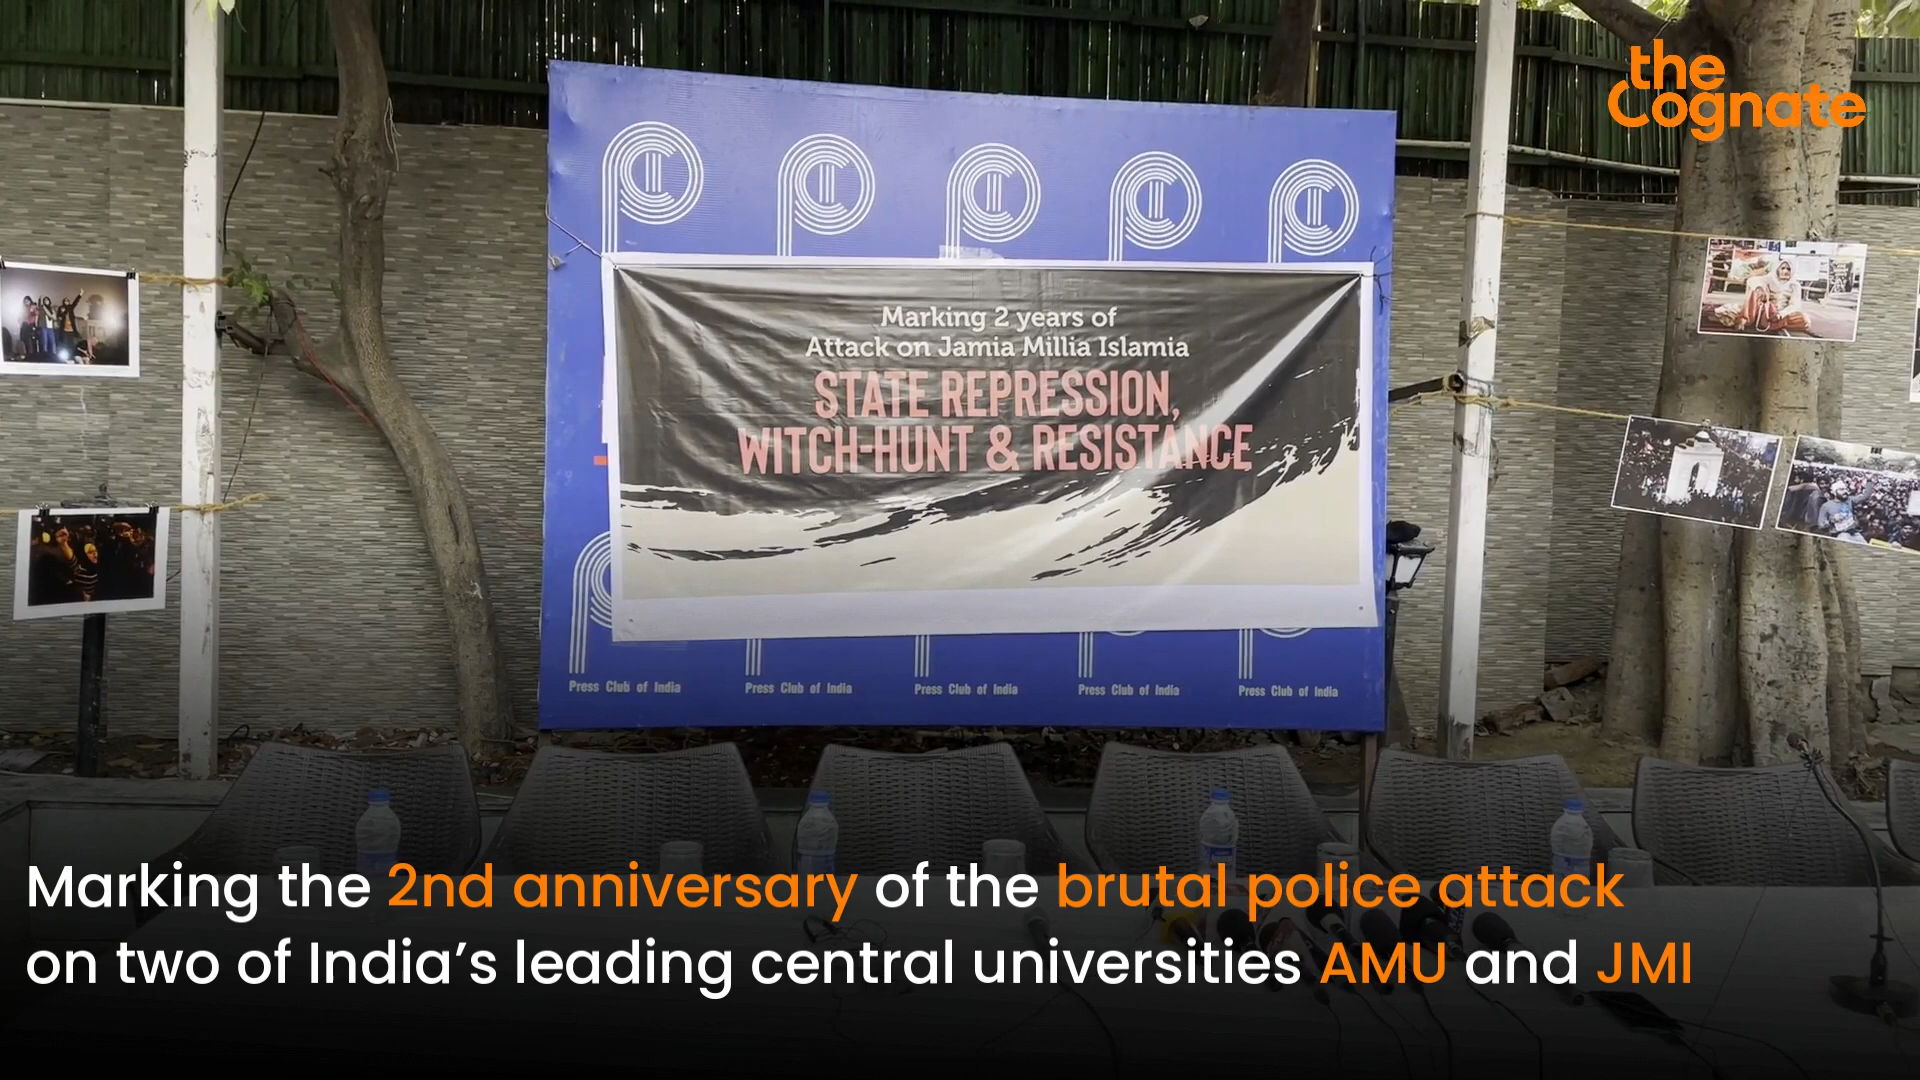 the
Cognate
Marking 2 years of
Attack on Jamia Millia Islamia
STATE REPRESSION,
WITCH-HUNT & RESISTANCE
Press Club of India
Press Club of India
Press Club of India
Press Club of India
Press Club of India
Marking the 2nd anniversary of the brutal police attack
on two of India’s leading central universities AMU and JMI